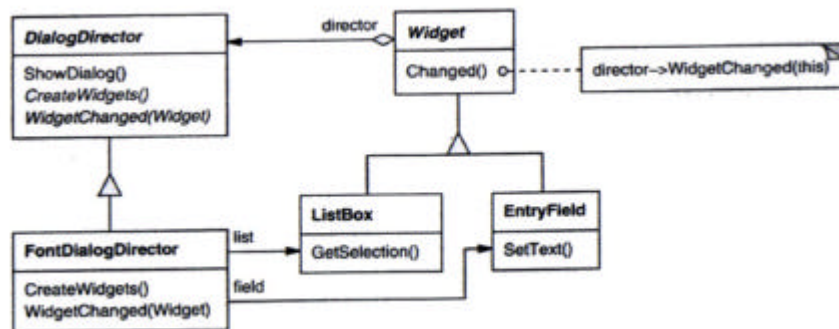 DialogDirector
ShowDialog()
CreateWidgets()
WidgetChanged(Widget)
director
Widget
Changed()
director–>WidgetChanged(this)
FontDialogDirector
CreateWidgets()
WidgetChanged(Widget)
list
field
ListBox
GetSelection()
EntryField
SetText()